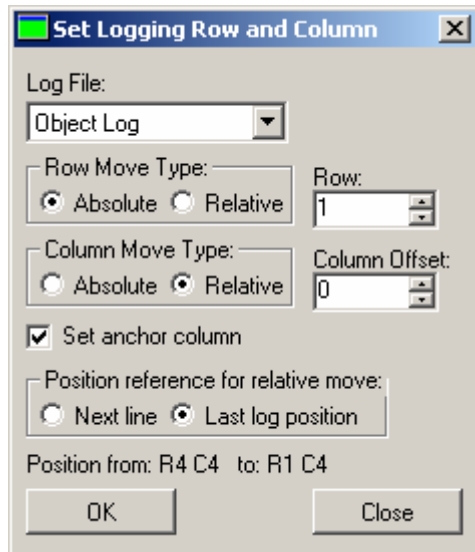 Set Logging Row and Column
Log File:
Object Log
Row Move Type:
Absolute Relative
Row:
1
Column Move Type:
Absolute Relative
Column Offset:
0
Set anchor column
Position reference for relative move:
Next line Last log position
Position from: R4 C4 to: R1 C4
OK Close